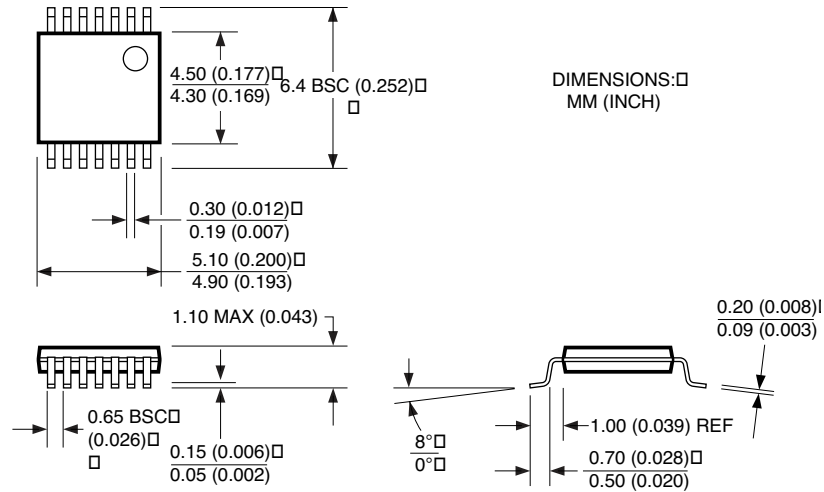 4.50 (0.177)
4.30 (0.169)
6.4 BSC (0.252)
DIMENSIONS:
MM (INCH)
0.30 (0.012)
0.19 (0.007)
5.10 (0.200)
4.90 (0.193)
1.10 MAX (0.043)
0.20 (0.008)
0.09 (0.003)
0.65 BSC
(0.026)
0.15 (0.006)
0.05 (0.002)
8°
0°
1.00 (0.039) REF
0.70 (0.028)
0.50 (0.020)